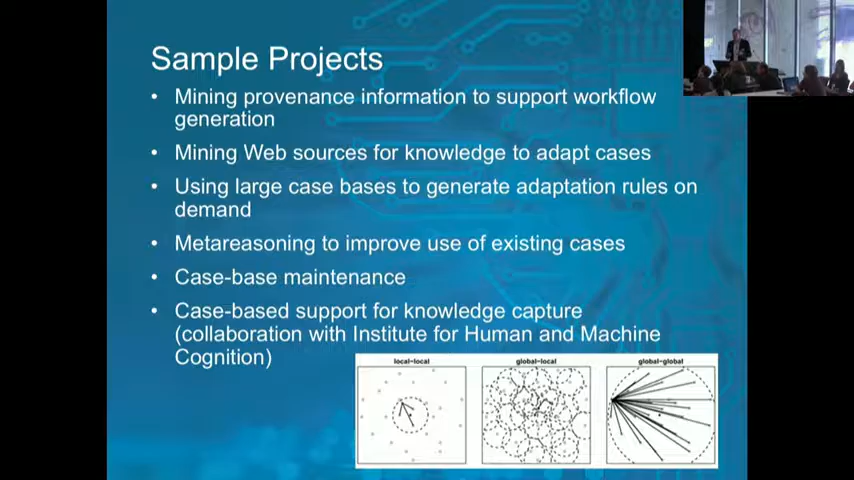 Sample Projects
• Mining provenance information to support workflow
generation
• Mining Web sources for knowledge to adapt cases
• Using large case bases to generate adaptation rules on
demand
• Metareasoning to improve use of existing cases
• Case-base maintenance
• Case-based support for knowledge capture
(collaboration with Institute for Human and Machine
Cognition)
local-local
global-local
global-global